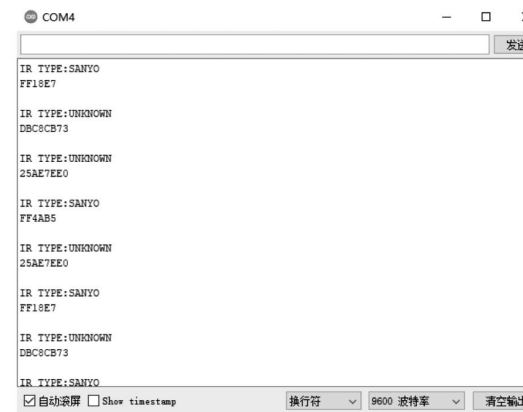 COM4
发送
IR TYPE:SANYO
FF18E7
IR TYPE:UNKNOWN
DBC8CB73
IR TYPE:UNKNOWN
25AE7EE0
IR TYPE:SANYO
FF4AB5
IR TYPE:UNKNOWN
25AE7EE0
IR TYPE:SANYO
FF18E7
IR TYPE:UNKNOWN
DBC8CB73
IR TYPE:SANYO
自动滚屏 Show timestamp 换行符 9600 波特率 清空输出